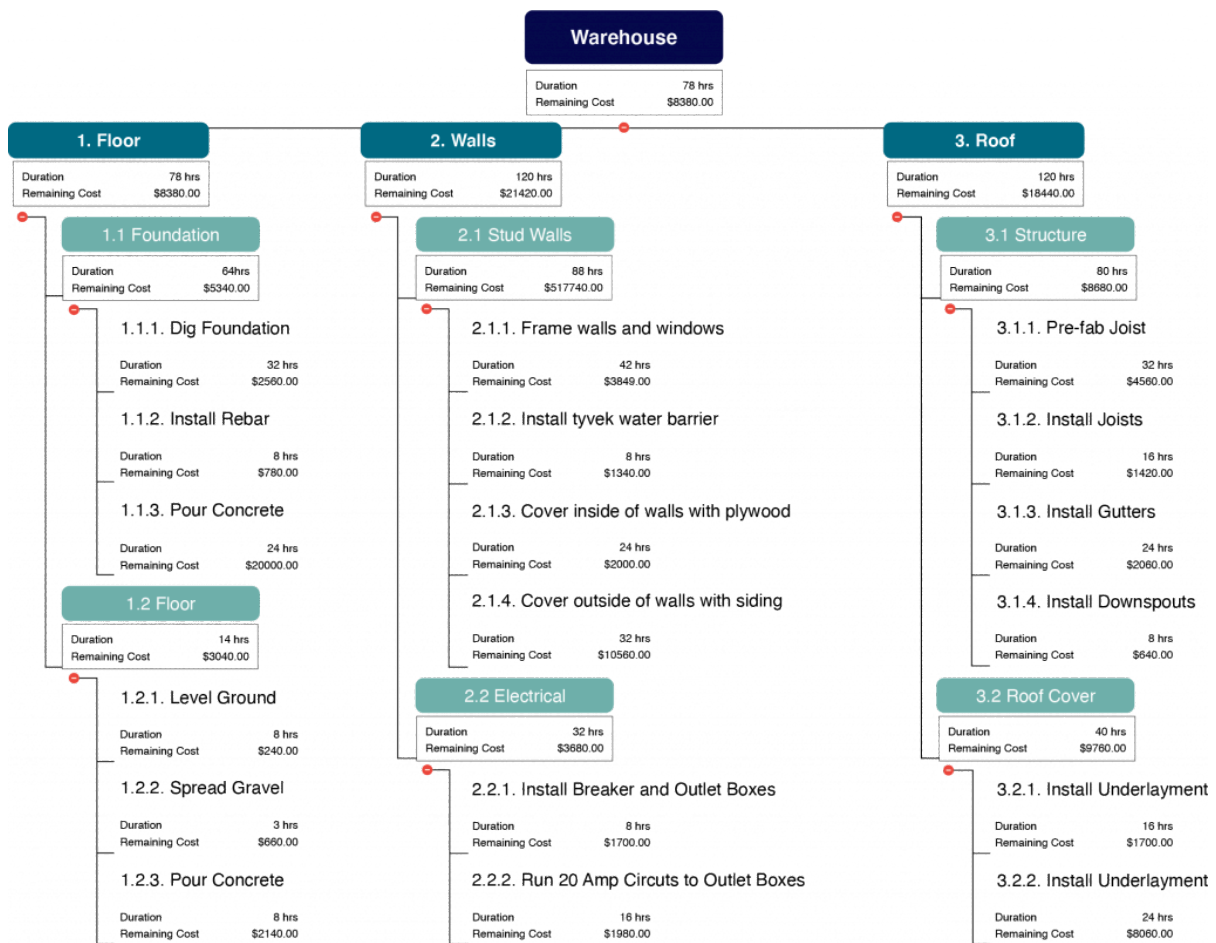 Warehouse
Duration 78 hrs
Remaining Cost $8380.00
1. Floor
Duration 78 hrs
Remaining Cost $8380.00
1.1 Foundation
Duration 64hrs
Remaining Cost $5340.00
1.1.1. Dig Foundation
Duration 32 hrs
Remaining Cost $2560.00
1.1.2. Install Rebar
Duration 8 hrs
Remaining Cost $780.00
1.1.3. Pour Concrete
Duration 24 hrs
Remaining Cost $20000.00
1.2 Floor
Duration 14 hrs
Remaining Cost $3040.00
1.2.1. Level Ground
Duration 8 hrs
Remaining Cost $240.00
1.2.2. Spread Gravel
Duration 3 hrs
Remaining Cost $660.00
1.2.3. Pour Concrete
Duration 8 hrs
Remaining Cost $2140.00
2. Walls
Duration 120 hrs
Remaining Cost $21420.00
2.1 Stud Walls
Duration 88 hrs
Remaining Cost $517740.00
2.1.1. Frame walls and windows
Duration 42 hrs
Remaining Cost $3849.00
2.1.2. Install tyvek water barrier
Duration 8 hrs
Remaining Cost $1340.00
2.1.3. Cover inside of walls with plywood
Duration 24 hrs
Remaining Cost $2000.00
2.1.4. Cover outside of walls with siding
Duration 32 hrs
Remaining Cost $10560.00
2.2 Electrical
Duration 32 hrs
Remaining Cost $3680.00
2.2.1. Install Breaker and Outlet Boxes
Duration 8 hrs
Remaining Cost $1700.00
2.2.2. Run 20 Amp Circuts to Outlet Boxes
Duration 16 hrs
Remaining Cost $1980.00
3. Roof
Duration 120 hrs
Remaining Cost $18440.00
3.1 Structure
Duration 80 hrs
Remaining Cost $8680.00
3.1.1. Pre-fab Joist
Duration 32 hrs
Remaining Cost $4560.00
3.1.2. Install Joists
Duration 16 hrs
Remaining Cost $1420.00
3.1.3. Install Gutters
Duration 24 hrs
Remaining Cost $2060.00
3.1.4. Install Downspouts
Duration 8 hrs
Remaining Cost $640.00
3.2 Roof Cover
Duration 40 hrs
Remaining Cost $9760.00
3.2.1. Install Underlayment
Duration 16 hrs
Remaining Cost $1700.00
3.2.2. Install Underlayment
Duration 24 hrs
Remaining Cost $8060.00